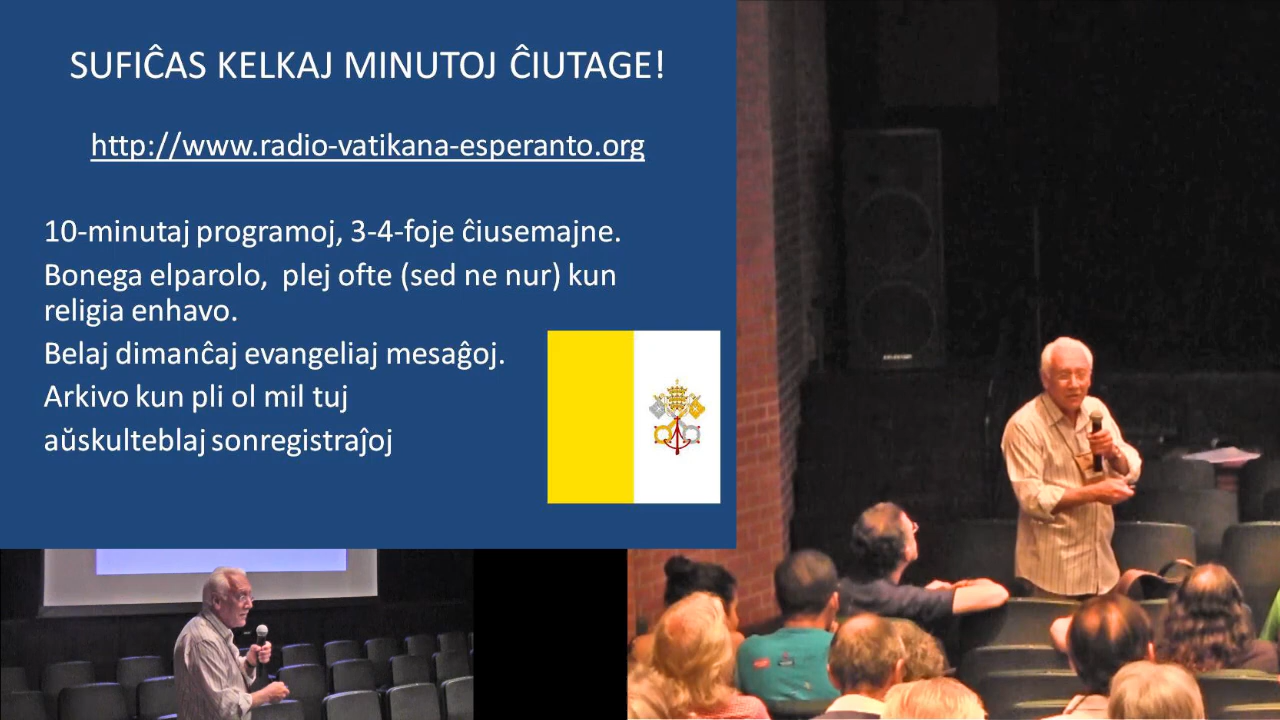 SUFIĈAS KELKAJ MINUTOJ ĈIUTAGE!
http://www.radio-vatikana-esperanto.org
10-minutaj programoj, 3-4-foje ĉiusemajne.
Bonega elparolo,  plej ofte (sed ne nur) kun
religia enhavo.
Belaj dimanĉaj evangeliaj mesaĝoj.
Arkivo kun pli ol mil tuj
aŭskulteblaj sonregistraĵoj